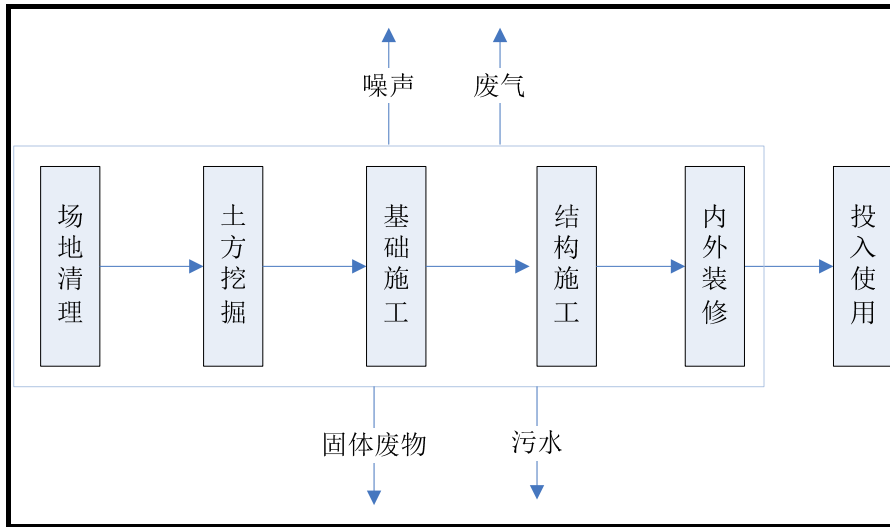 噪声
废气
场地清理
土方挖掘
基础施工
结构施工
内外装修
投入使用
固体废物
污水